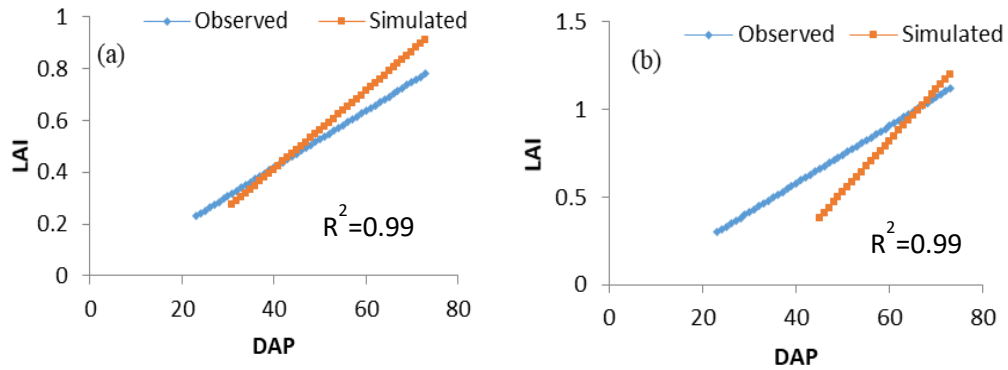 Observed Simulated
(a)
1
0.8
0.6
0.4
0.2
0
LAI
R²=0.99
0 20 40 60 80
DAP
Observed Simulated
(b)
1.5
1
0.5
0
LAI
R²=0.99
0 20 40 60 80
DAP